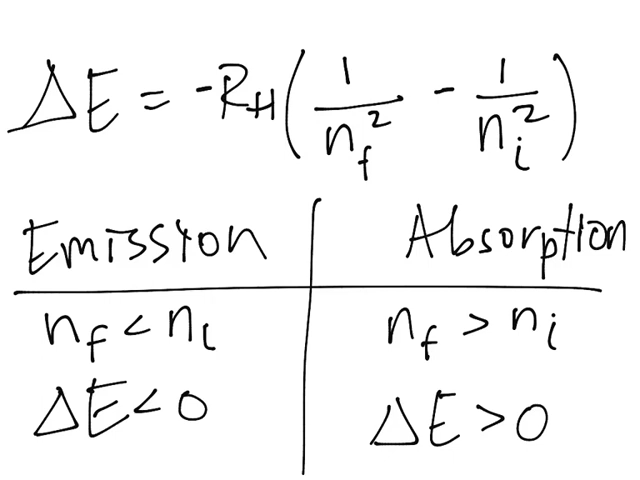 ΔE = -R_H(1/n_f^2 - 1/n_i^2)
Emission | Absorption
n_f < n_i | n_f > n_i
ΔE < 0 | ΔE > 0